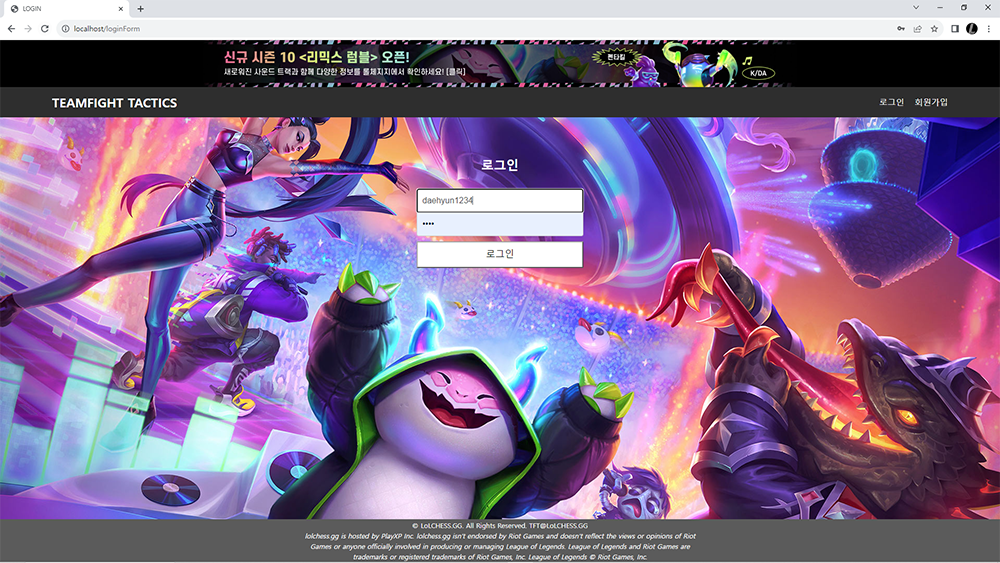 LOGIN
localhost/loginForm
신규 시즌 10 <리믹스 럼블> 오픈!
새로워진 사운드 트랙과 함께 다양한 정보를 롤체지지에서 확인하세요! [클릭]
펜타킬
K/DA
TEAMFIGHT TACTICS
로그인 회원가입
로그인
daehyun1234
••••
로그인
© LoLCHESS.GG. All Rights Reserved. TFT@LoLCHESS.GG
lolchess.gg is hosted by PlayXP Inc. lolchess.gg isn't endorsed by Riot Games and doesn't reflect the views or opinions of Riot
Games or anyone officially involved in producing or managing League of Legends. League of Legends and Riot Games are
trademarks or registered trademarks of Riot Games, Inc. League of Legends © Riot Games, Inc.